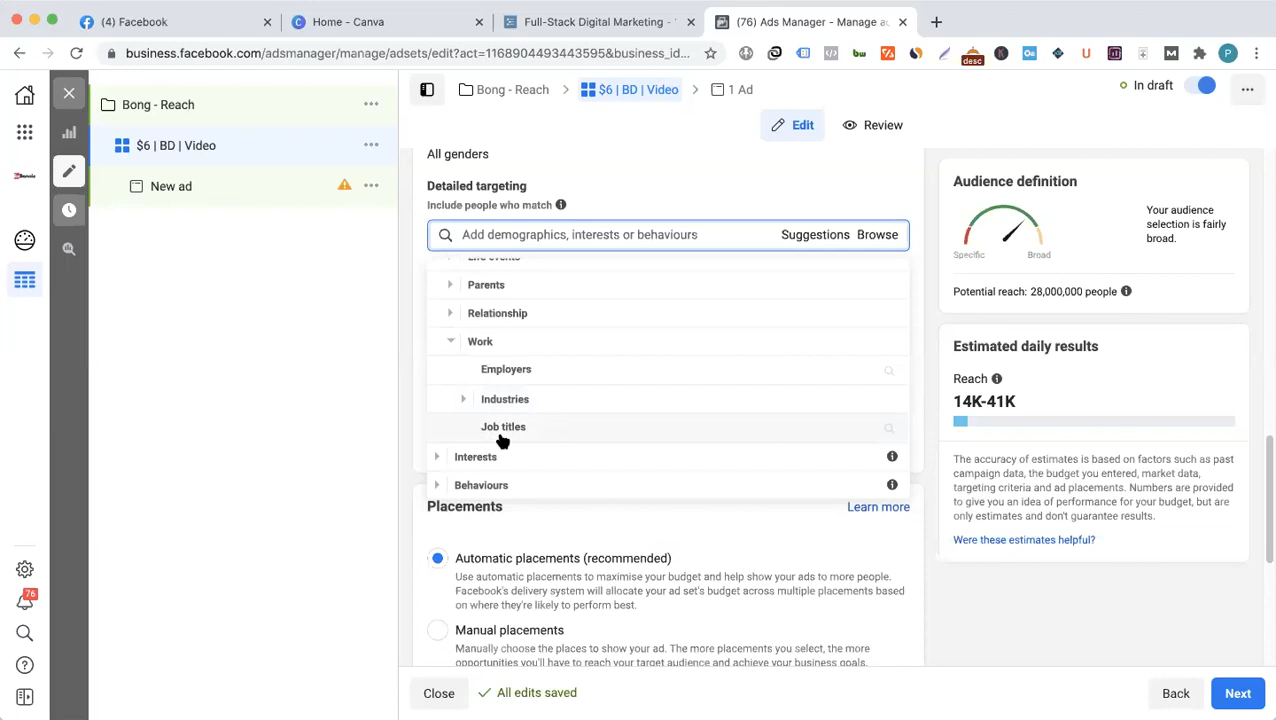 (4) Facebook
Home - Canva
Full-Stack Digital Marketing -
(76) Ads Manager - Manage ad
business.facebook.com/adsmanager/manage/adsets/edit?act=1168904493443595&business_id...
desc
Bong - Reach
$6 | BD | Video
New ad
76
Bong - Reach
$6 | BD | Video
1 Ad
In draft
Edit
Review
All genders
Detailed targeting
Include people who match
Add demographics, interests or behaviours
Suggestions
Browse
Life events
Parents
Relationship
Work
Employers
Industries
Job titles
Interests
Behaviours
Placements
Learn more
Automatic placements (recommended)
Use automatic placements to maximise your budget and help show your ads to more people.
Facebook's delivery system will allocate your ad set's budget across multiple placements based
on where they're likely to perform best.
Manual placements
Manually choose the places to show your ad. The more placements you select, the more
opportunities you'll have to reach your target audience and achieve your business goals.
Close
All edits saved
Back
Next
Audience definition
Specific
Broad
Your audience
selection is fairly
broad.
Potential reach: 28,000,000 people
Estimated daily results
Reach
14K-41K
The accuracy of estimates is based on factors such as past
campaign data, the budget you entered, market data,
targeting criteria and ad placements. Numbers are provided
to give you an idea of performance for your budget, but are
only estimates and don't guarantee results.
Were these estimates helpful?